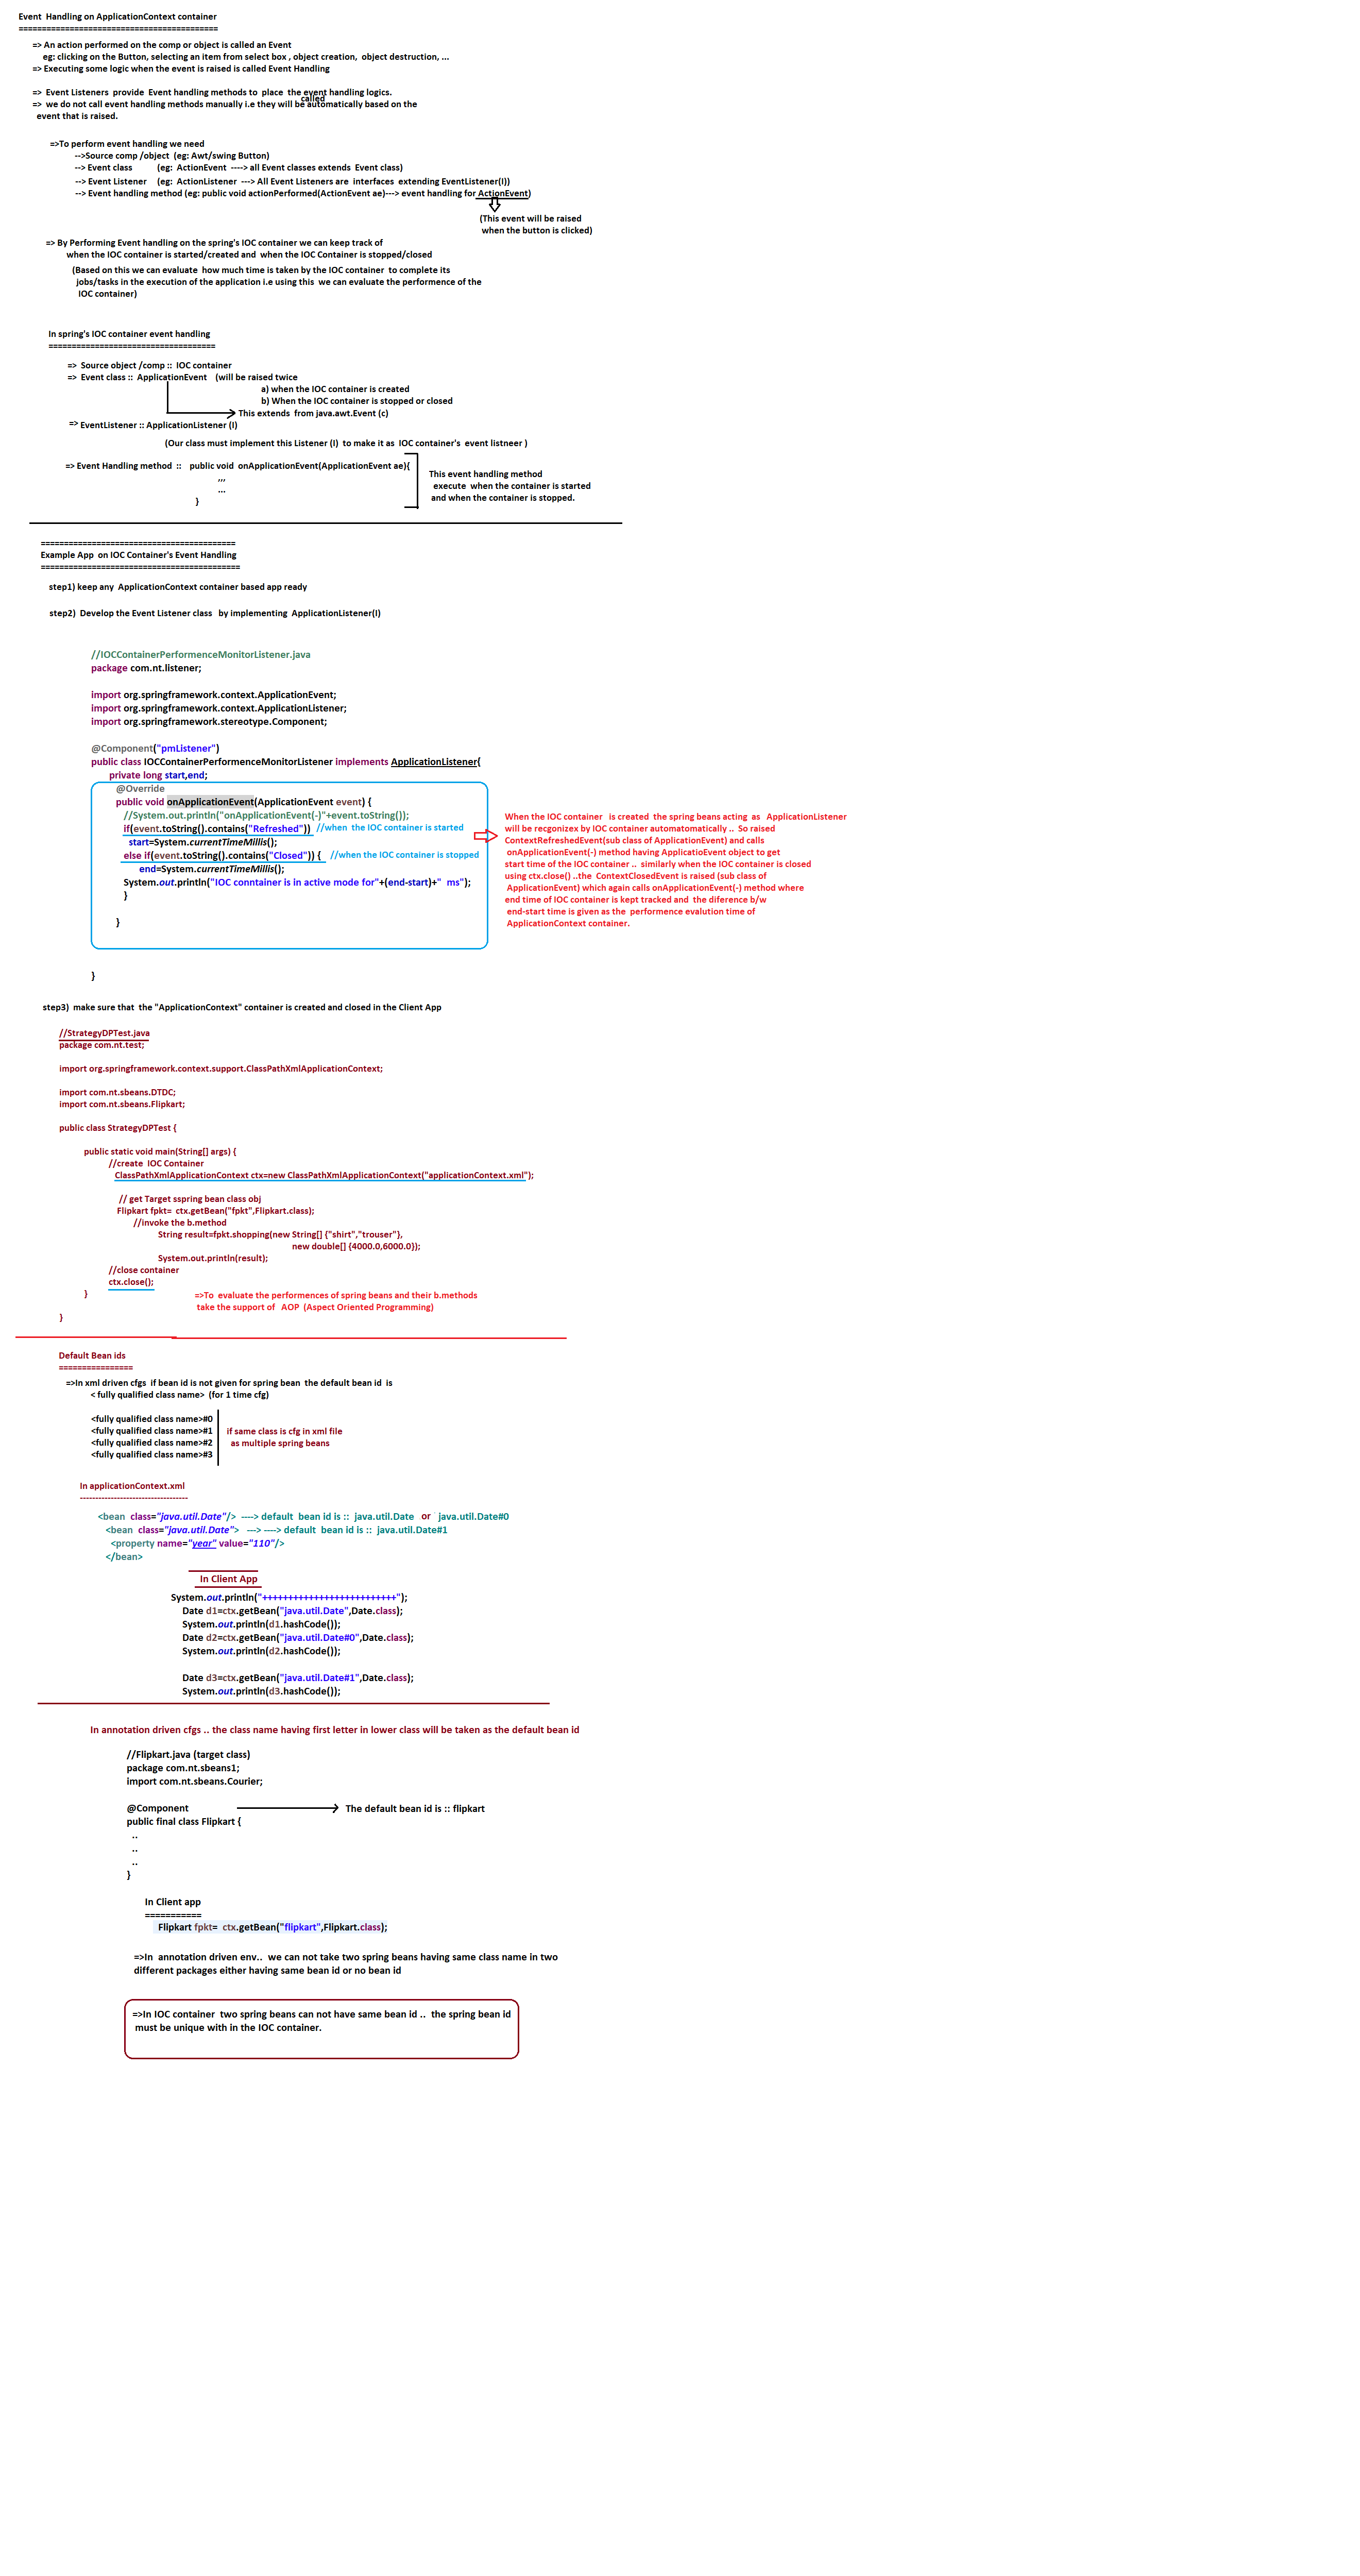 Event  Handling on ApplicationContext container
===========================================
=> An action performed on the comp or object is called an Event
eg: clicking on the Button, selecting an item from select box , object creation,  object destruction, ...
=> Executing some logic when the event is raised is called Event Handling
=>  Event Listeners  provide  Event handling methods to  place  the event handling logics.
called
=>  we do not call event handling methods manually i.e they will be automatically based on the
event that is raised.
=>To perform event handling we need
-->Source comp /object  (eg: Awt/swing Button)
--> Event class          (eg:  ActionEvent  ----> all Event classes extends  Event class)
--> Event Listener    (eg:  ActionListener  ---> All Event Listeners are  interfaces  extending EventListener(I))
--> Event handling method (eg: public void actionPerformed(ActionEvent ae)---> event handling for ActionEvent)
(This event will be raised
when the button is clicked)
=> By Performing Event handling on the spring's IOC container we can keep track of
when the IOC container is started/created and  when the IOC Container is stopped/closed
(Based on this we can evaluate  how much time is taken by the IOC container  to complete its
jobs/tasks in the execution of the application i.e using this  we can evaluate the performence of the
IOC container)
In spring's IOC container event handling
====================================
=>  Source object /comp ::  IOC container
=>  Event class ::  ApplicationEvent   (will be raised twice
a) when the IOC container is created
b) When the IOC container is stopped or closed
This extends  from java.awt.Event (c)
=> EventListener :: ApplicationListener (I)
(Our class must implement this Listener (I)  to make it as  IOC container's  event listneer )
=> Event Handling method  ::   public void  onApplicationEvent(ApplicationEvent ae){
,,,
...
}
This event handling method
execute  when the container is started
and when the container is stopped.
==========================================
Example App  on IOC Container's Event Handling
===========================================
step1) keep any  ApplicationContext container based app ready
step2)  Develop the Event Listener class   by implementing  ApplicationListener(I)
//IOCContainerPerformenceMonitorListener.java
package com.nt.listener;
import org.springframework.context.ApplicationEvent;
import org.springframework.context.ApplicationListener;
import org.springframework.stereotype.Component;
@Component("pmListener")
public class IOCContainerPerformenceMonitorListener implements ApplicationListener{
private long start,end;
@Override
public void onApplicationEvent(ApplicationEvent event) {
//System.out.println("onApplicationEvent(-)"+event.toString());
if(event.toString().contains("Refreshed"))  //when  the IOC container is started
start=System.currentTimeMillis();
else if(event.toString().contains("Closed")) {   //when the IOC container is stopped
end=System.currentTimeMillis();
System.out.println("IOC conntainer is in active mode for"+(end-start)+"  ms");
}
}
}
When the IOC container   is created  the spring beans acting  as   ApplicationListener
will be recgonizex by IOC container automatomatically ..  So raised
ContextRefreshedEvent(sub class of ApplicationEvent) and calls
onApplicationEvent(-) method having ApplicatioEvent object to get
start time of the IOC container ..  similarly when the IOC container is closed
using ctx.close() ..the  ContextClosedEvent is raised (sub class of
ApplicationEvent) which again calls onApplicationEvent(-) method where
end time of IOC container is kept tracked and  the diference b/w
end-start time is given as the  performence evalution time of
ApplicationContext container.
step3)  make sure that  the "ApplicationContext" container is created and closed in the Client App
//StrategyDPTest.java
package com.nt.test;
import org.springframework.context.support.ClassPathXmlApplicationContext;
import com.nt.sbeans.DTDC;
import com.nt.sbeans.Flipkart;
public class StrategyDPTest {
public static void main(String[] args) {
//create  IOC Container
ClassPathXmlApplicationContext ctx=new ClassPathXmlApplicationContext("applicationContext.xml");
// get Target sspring bean class obj
Flipkart fpkt=  ctx.getBean("fpkt",Flipkart.class);
//invoke the b.method
String result=fpkt.shopping(new String[] {"shirt","trouser"},
new double[] {4000.0,6000.0});
System.out.println(result);
//close container
ctx.close();
}
=>To  evaluate the performences of spring beans and their b.methods
take the support of   AOP  (Aspect Oriented Programming)
}
Default Bean ids
================
=>In xml driven cfgs  if bean id is not given for spring bean  the default bean id  is
< fully qualified class name>  (for 1 time cfg)
<fully qualified class name>#0
<fully qualified class name>#1
<fully qualified class name>#2
<fully qualified class name>#3
if same class is cfg in xml file
as multiple spring beans
In applicationContext.xml
-----------------------------------
<bean  class="java.util.Date"/>  ----> default  bean id is ::  java.util.Date   or   java.util.Date#0
<bean  class="java.util.Date">   ---> ----> default  bean id is ::  java.util.Date#1
<property name="year" value="110"/>
</bean>
In Client App
System.out.println("++++++++++++++++++++++++++");
Date d1=ctx.getBean("java.util.Date",Date.class);
System.out.println(d1.hashCode());
Date d2=ctx.getBean("java.util.Date#0",Date.class);
System.out.println(d2.hashCode());
Date d3=ctx.getBean("java.util.Date#1",Date.class);
System.out.println(d3.hashCode());
In annotation driven cfgs .. the class name having first letter in lower class will be taken as the default bean id
//Flipkart.java (target class)
package com.nt.sbeans1;
import com.nt.sbeans.Courier;
@Component   The default bean id is :: flipkart
public final class Flipkart {
..
..
..
}
In Client app
===========
Flipkart fpkt=  ctx.getBean("flipkart",Flipkart.class);
=>In  annotation driven env..  we can not take two spring beans having same class name in two
different packages either having same bean id or no bean id
=>In IOC container  two spring beans can not have same bean id ..  the spring bean id
must be unique with in the IOC container.